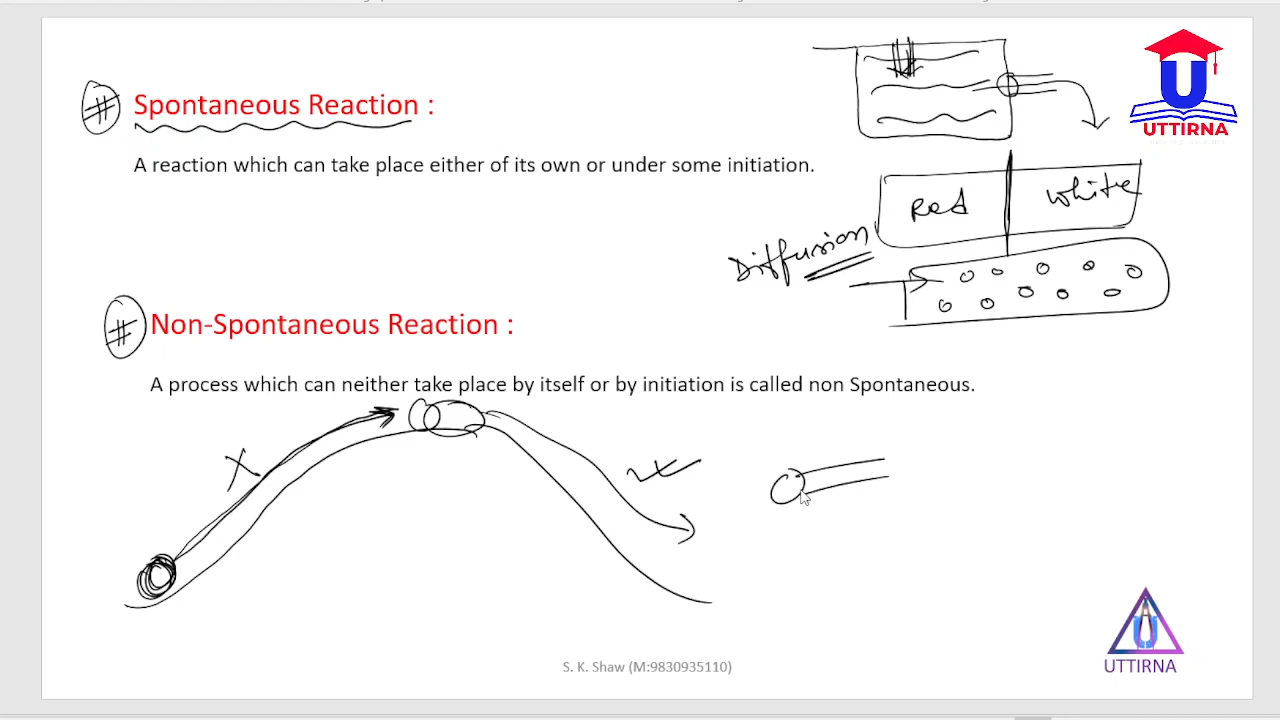 # Spontaneous Reaction :
U
UTTIRNA
A reaction which can take place either of its own or under some initiation.
Red
White
Diffusion
# Non-Spontaneous Reaction :
A process which can neither take place by itself or by initiation is called non Spontaneous.
X
U
UTTIRNA
S. K. Shaw (M:9830935110)